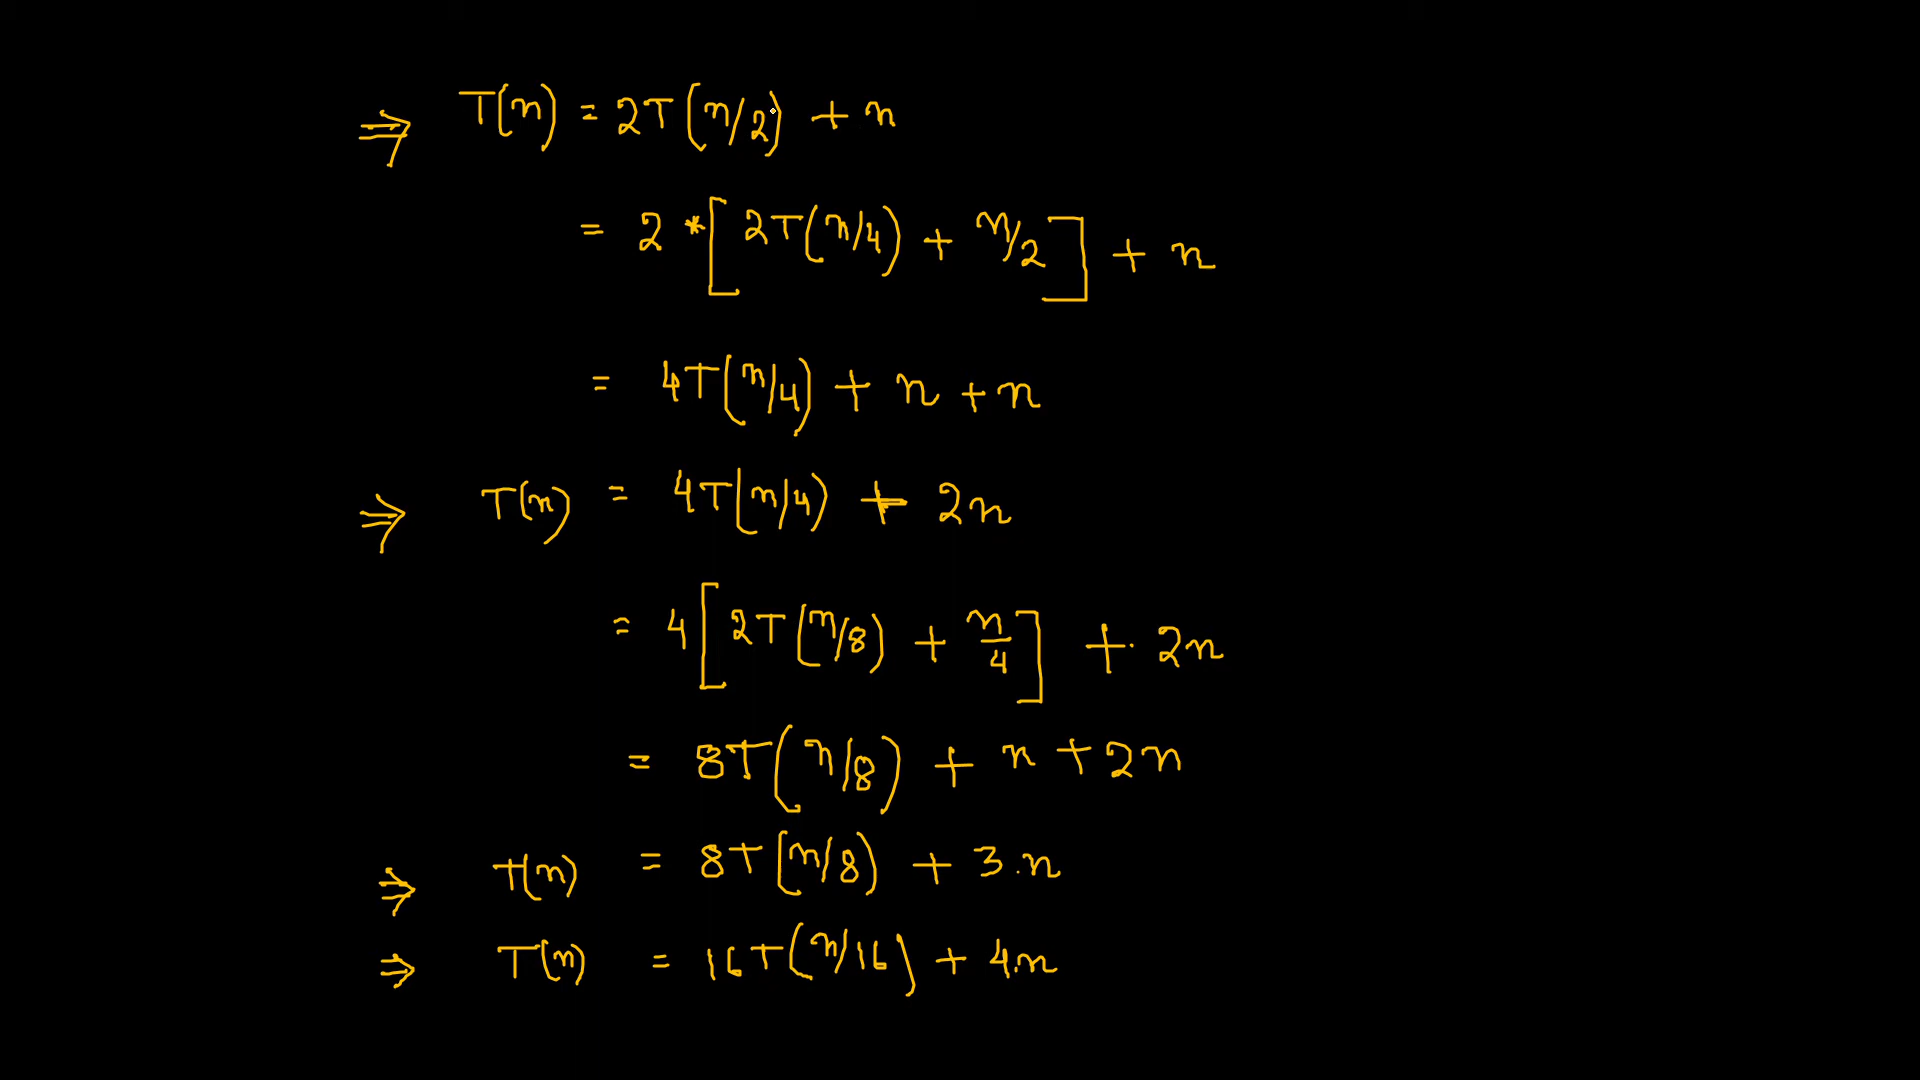 ⇒ T(n) = 2T(n/2) + n
= 2 * [2T(n/4) + n/2] + n
= 4T(n/4) + n + n
⇒ T(n) = 4T(n/4) + 2n
= 4[2T(n/8) + n/4] + 2n
= 8T(n/8) + n + 2n
⇒ T(n) = 8T(n/8) + 3.n
⇒ T(n) = 16T(n/16) + 4.n